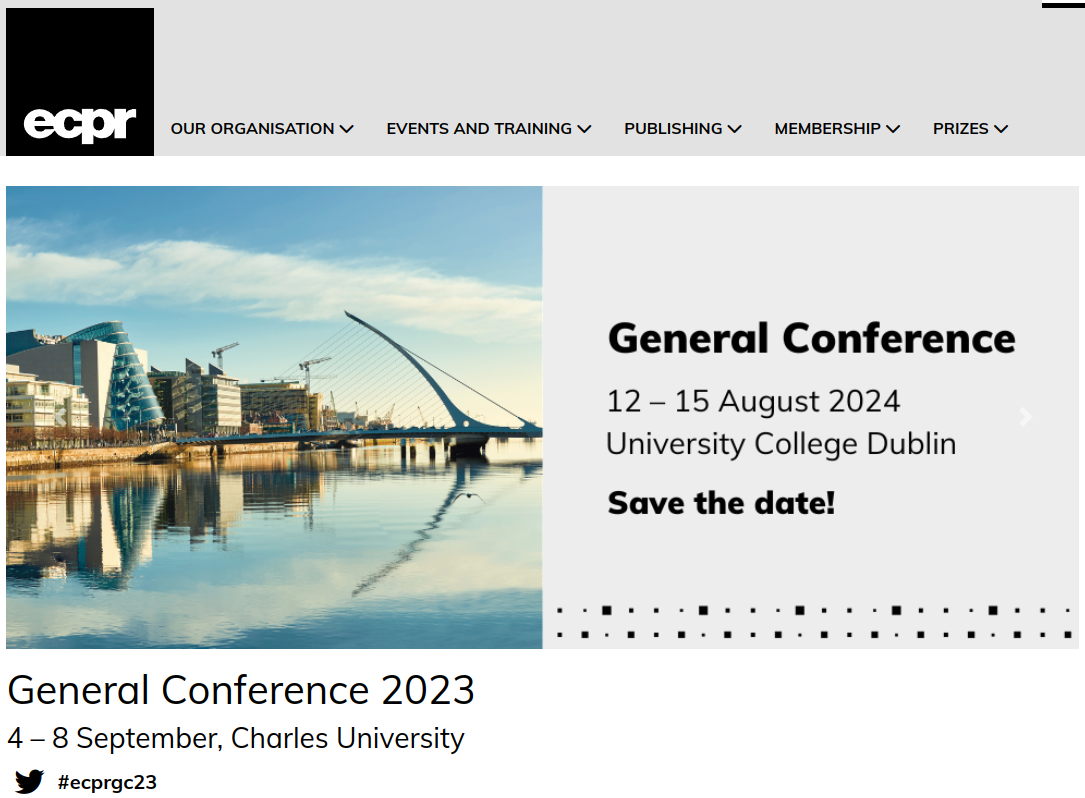 ecpr
OUR ORGANISATION
EVENTS AND TRAINING
PUBLISHING
MEMBERSHIP
PRIZES
General Conference
12 – 15 August 2024
University College Dublin
Save the date!
General Conference 2023
4 – 8 September, Charles University
#ecprgc23